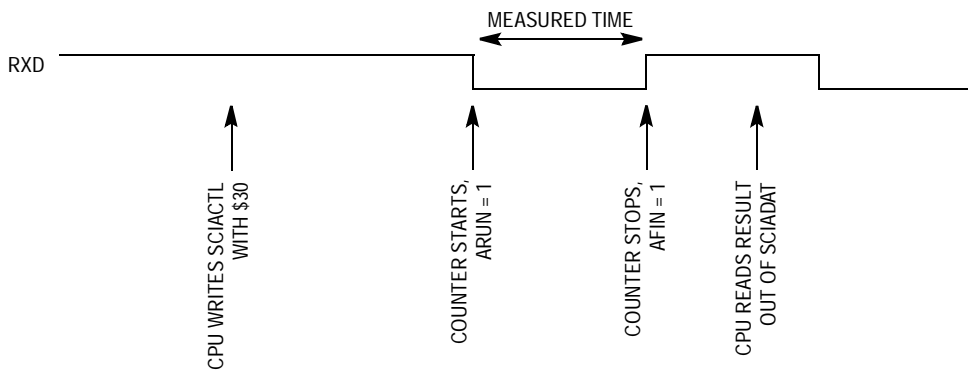 MEASURED TIME
RXD
CPU WRITES SCIACTL
WITH $30
COUNTER STARTS,
ARUN = 1
COUNTER STOPS,
AFIN = 1
CPU READS RESULT
OUT OF SCIADAT